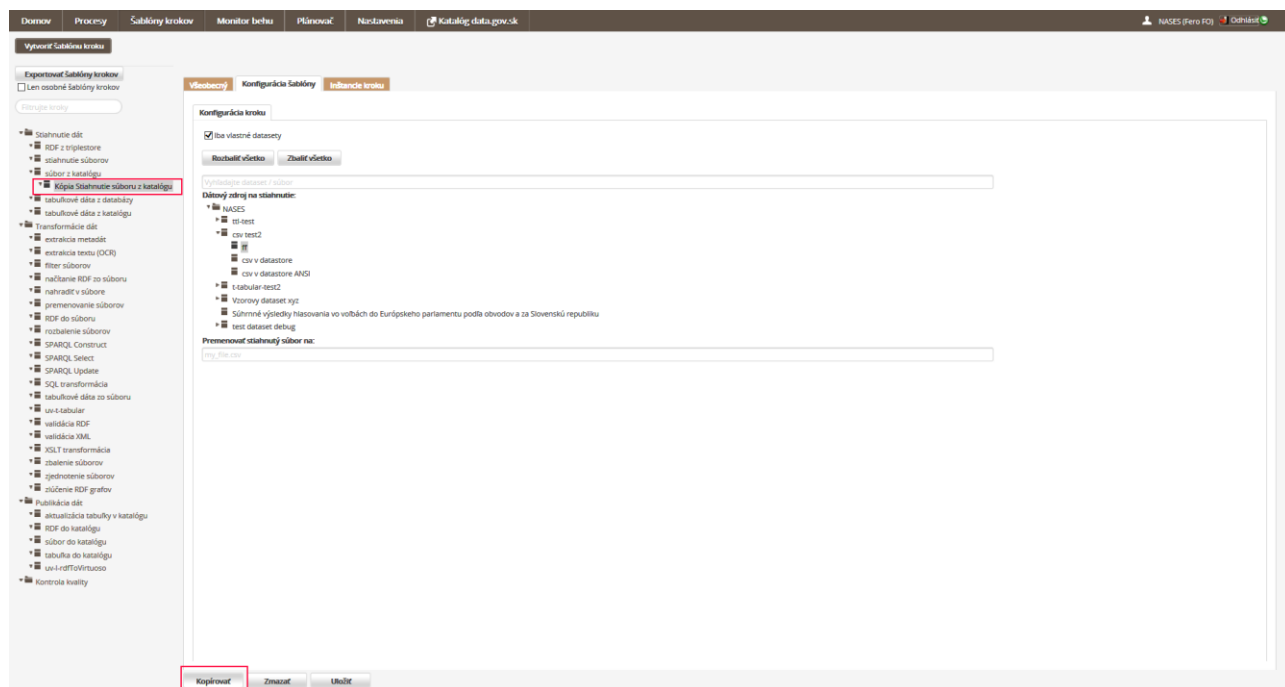 Domov Procesy Šablóny krokov Monitor behu Plánovač Nastavenia Katalóg data.gov.sk NASES (Fero FO) Odhlásiť
Vytvoriť šablónu kroku
Exportovať šablóny krokov
Len osobné šablóny krokov
Filtrujte kroky
Stiahnutie dát
RDF z triplestore
stiahnutie súborov
súbor z katalógu
Kópia Stiahnutie súboru z katalógu
tabuľkové dáta z databázy
tabuľkové dáta z katalógu
Transformácie dát
extrakcia metadát
extrakcia textu (OCR)
filter súborov
načítanie RDF zo súboru
nahradiť v súbore
premenovanie súborov
RDF do súboru
rozbalenie súborov
SPARQL Construct
SPARQL Select
SPARQL Update
SQL transformácia
tabuľkové dáta zo súboru
uv-t-tabular
validácia RDF
validácia XML
XSLT transformácia
zbalenie súborov
zjednotenie súborov
zlúčenie RDF grafov
Publikácia dát
aktualizácia tabuľky v katalógu
RDF do katalógu
súbor do katalógu
tabuľka do katalógu
uv-l-rdfToVirtuoso
Kontrola kvality
Všeobecný Konfigurácia šablóny Inštancie kroku
Konfigurácia kroku
Iba vlastné datasety
Rozbaliť všetko Zbaliť všetko
Vyhľadajte dataset / súbor
Dátový zdroj na stiahnutie:
NASES
ttl-test
csv test2
csv v datastore
csv v datastore ANSI
t-tabular-test2
Vzorovy dataset xyz
Súhrnné výsledky hlasovania vo voľbách do Európskeho parlamentu podľa obvodov a za Slovenskú republiku
test dataset debug
Premenovať stiahnutý súbor na:
my_file.csv
Kopírovať Zmazať Uložiť